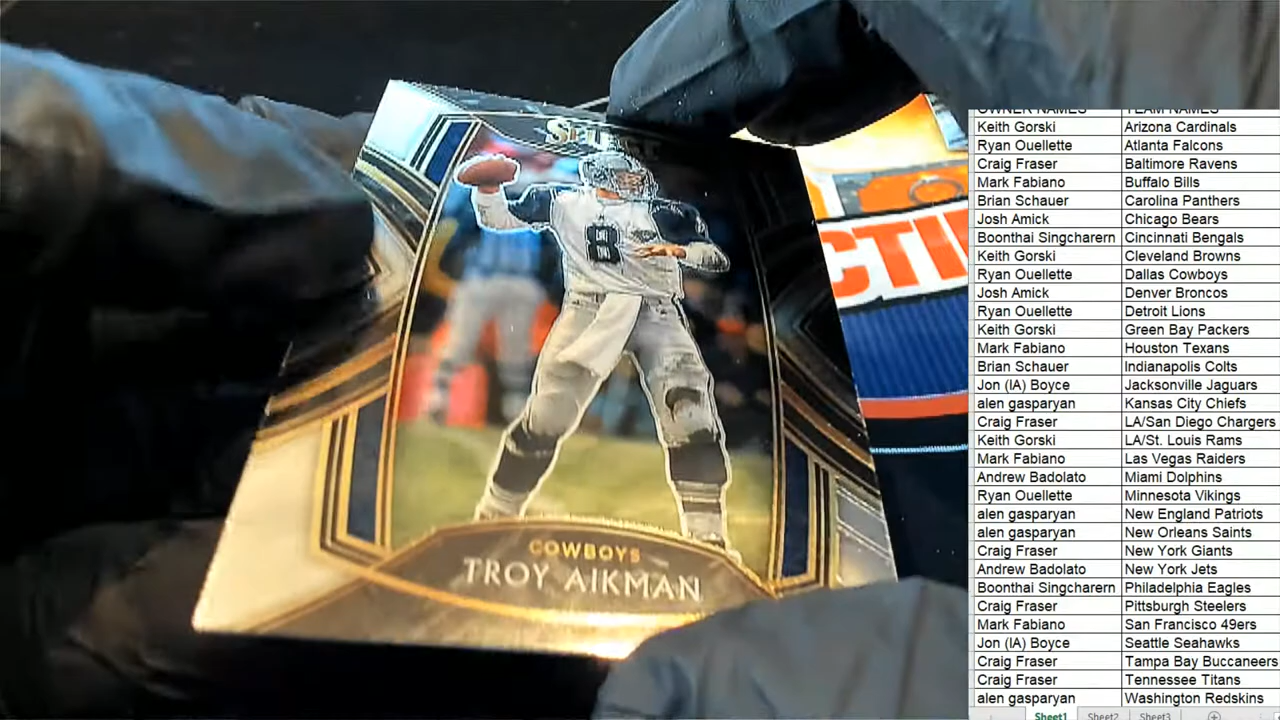 SELECT
8
COWBOYS
TROY AIKMAN
CTI
OWNER NAMES TEAM NAMES
Keith Gorski Arizona Cardinals
Ryan Ouellette Atlanta Falcons
Craig Fraser Baltimore Ravens
Mark Fabiano Buffalo Bills
Brian Schauer Carolina Panthers
Josh Amick Chicago Bears
Boonthai Singcharern Cincinnati Bengals
Keith Gorski Cleveland Browns
Ryan Ouellette Dallas Cowboys
Josh Amick Denver Broncos
Ryan Ouellette Detroit Lions
Keith Gorski Green Bay Packers
Mark Fabiano Houston Texans
Brian Schauer Indianapolis Colts
Jon (IA) Boyce Jacksonville Jaguars
alen gasparyan Kansas City Chiefs
Craig Fraser LA/San Diego Chargers
Keith Gorski LA/St. Louis Rams
Mark Fabiano Las Vegas Raiders
Andrew Badolato Miami Dolphins
Ryan Ouellette Minnesota Vikings
alen gasparyan New England Patriots
alen gasparyan New Orleans Saints
Craig Fraser New York Giants
Andrew Badolato New York Jets
Boonthai Singcharern Philadelphia Eagles
Craig Fraser Pittsburgh Steelers
Mark Fabiano San Francisco 49ers
Jon (IA) Boyce Seattle Seahawks
Craig Fraser Tampa Bay Buccaneers
Craig Fraser Tennessee Titans
alen gasparyan Washington Redskins
Sheet1 Sheet2 Sheet3